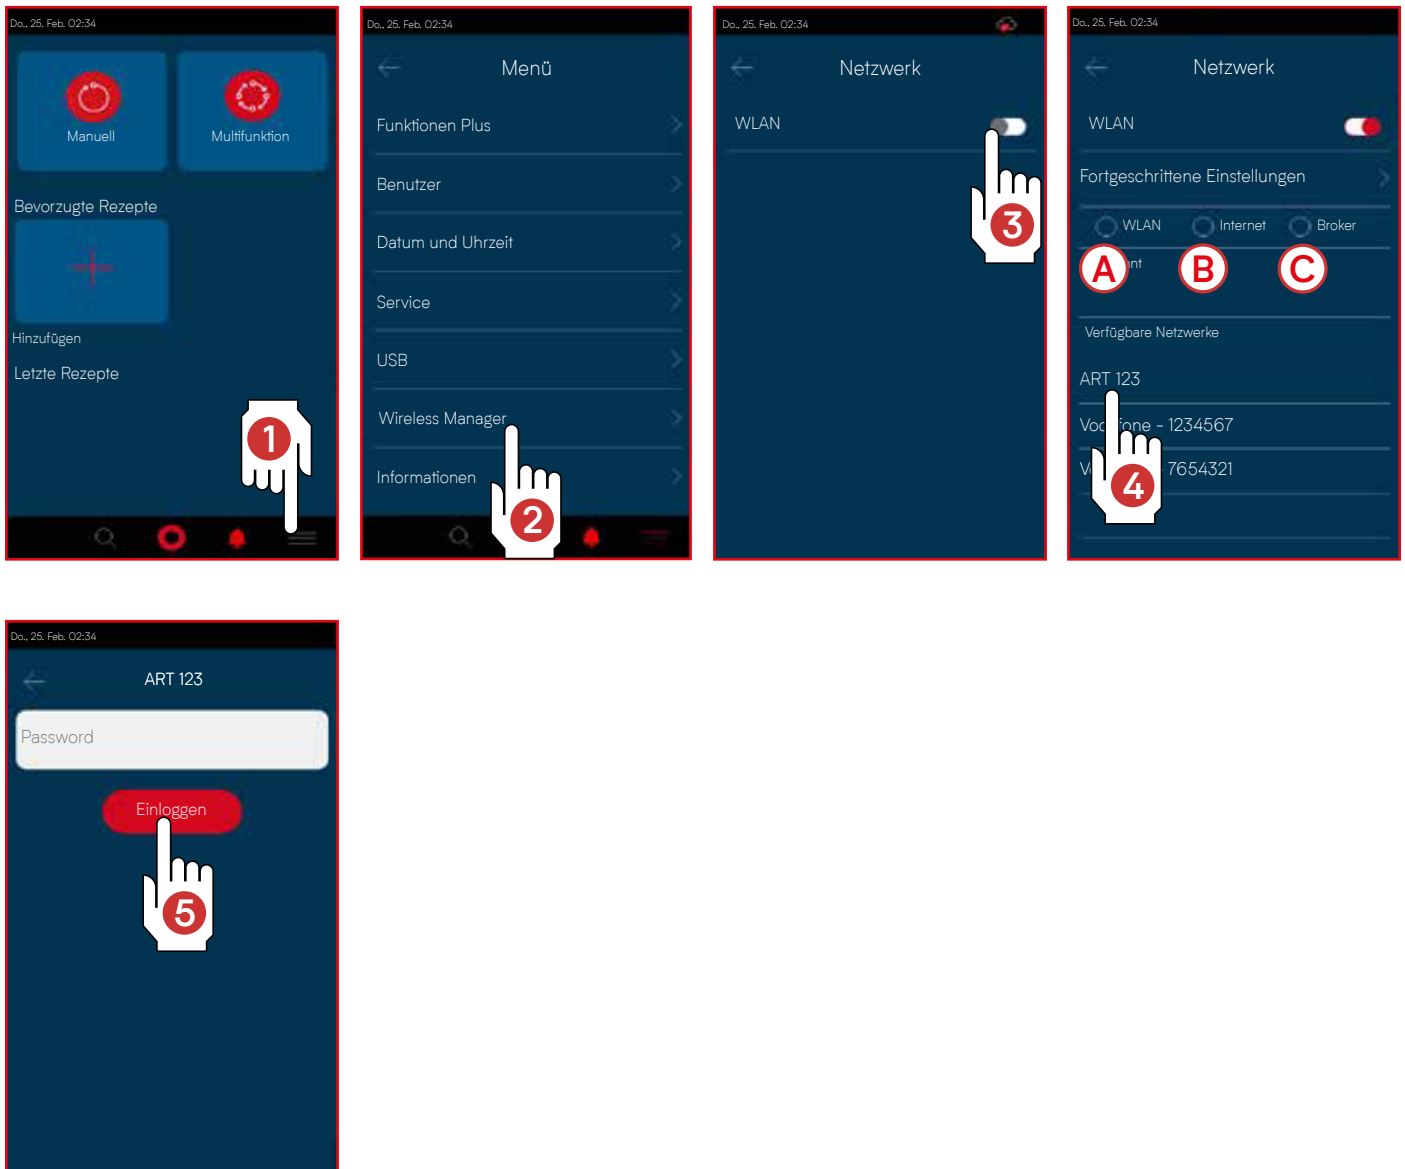 Do., 25. Feb. 02:34
Manuell
Multifunktion
Bevorzugte Rezepte
Hinzufügen
Letzte Rezepte
1
Do., 25. Feb. 02:34
Menü
Funktionen Plus
Benutzer
Datum und Uhrzeit
Service
USB
Wireless Manager
Informationen
2
Do., 25. Feb. 02:34
Netzwerk
WLAN
3
Do., 25. Feb. 02:34
Netzwerk
WLAN
Fortgeschrittene Einstellungen
WLAN Internet Broker
A B C
Verfügbare Netzwerke
ART 123
fone - 1234567
7654321
4
Do., 25. Feb. 02:34
ART 123
Password
Einloggen
5